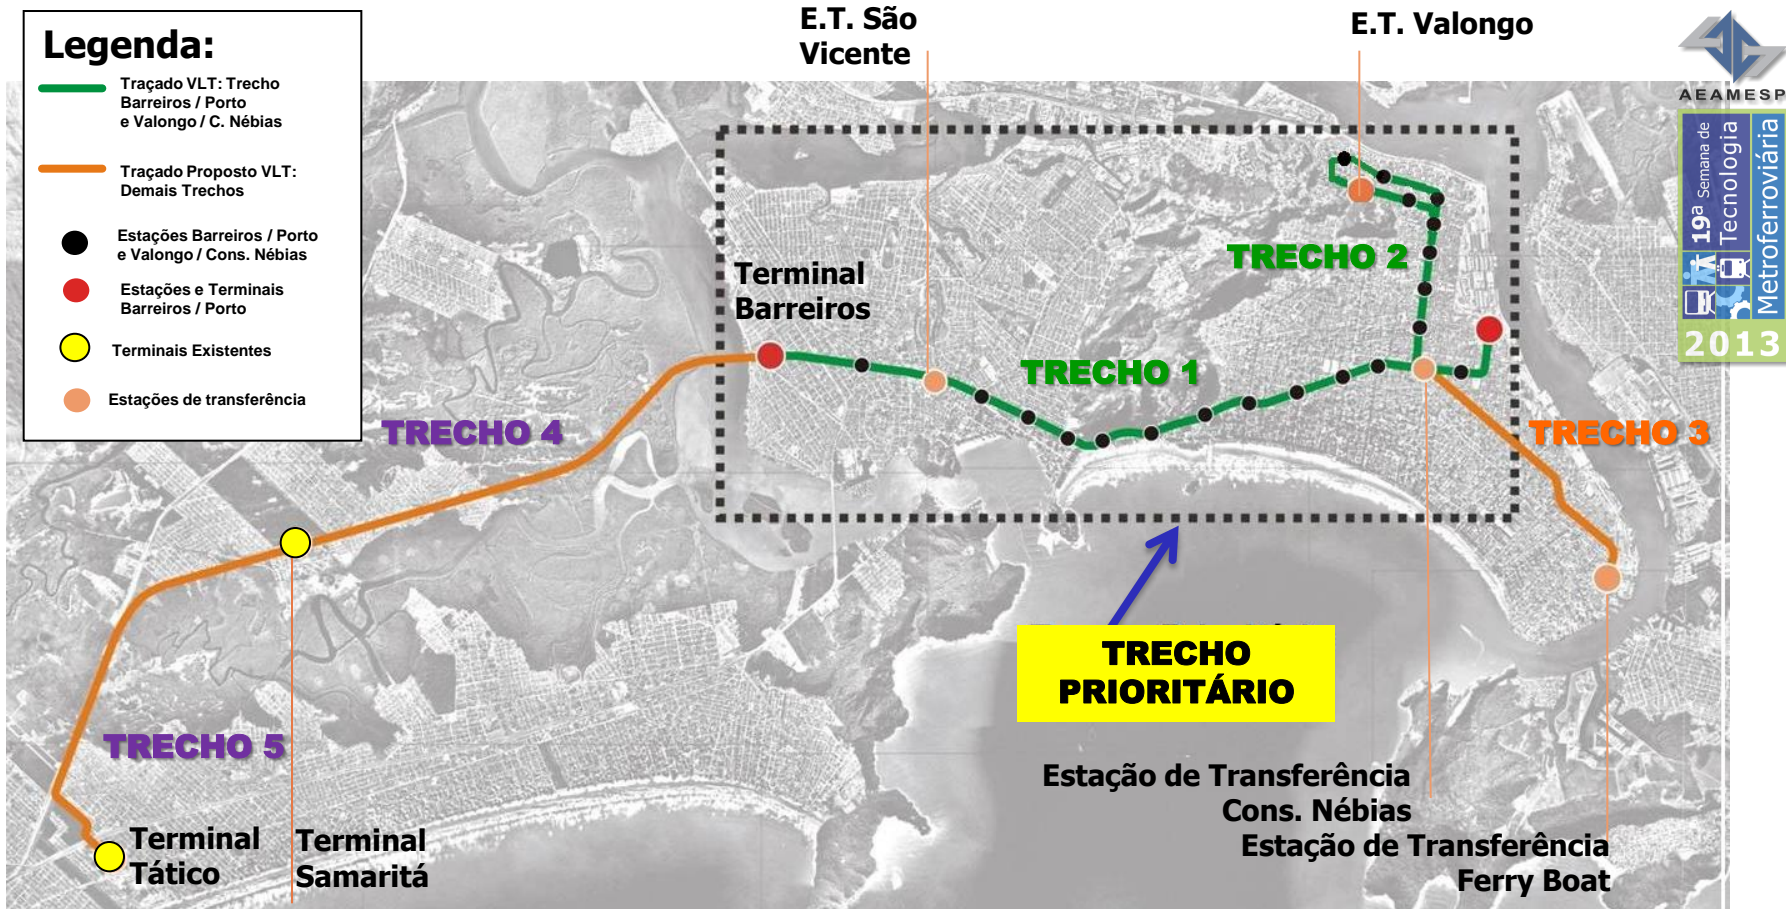 Legenda:
Traçado VLT: Trecho
Barreiros / Porto
e Valongo / C. Nébias
Traçado Proposto VLT:
Demais Trechos
Estações Barreiros / Porto
e Valongo / Cons. Nébias
Estações e Terminais
Barreiros / Porto
Terminais Existentes
Estações de transferência
E.T. São
Vicente
E.T. Valongo
AEAMESP
19ª Semana de
Tecnologia
Metroferroviária
2013
Terminal
Barreiros
TRECHO 2
TRECHO 1
TRECHO 4
TRECHO 3
TRECHO
PRIORITÁRIO
TRECHO 5
Estação de Transferência
Cons. Nébias
Estação de Transferência
Ferry Boat
Terminal
Tático
Terminal
Samaritá